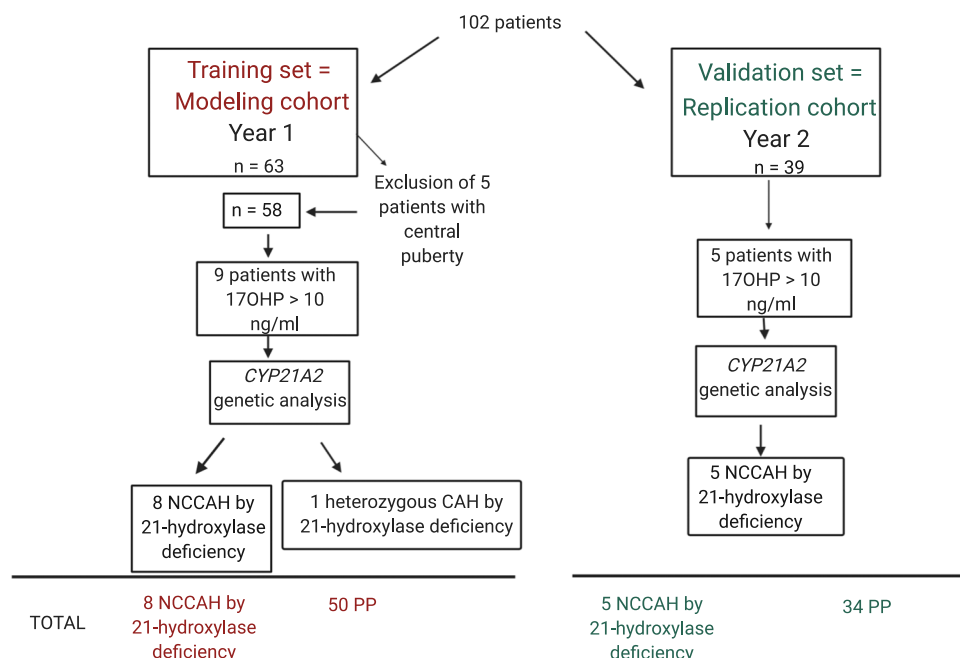 102 patients
Training set =
Modeling cohort
Year 1
n = 63
Exclusion of 5
patients with
central
puberty
n = 58
9 patients with
17OHP > 10
ng/ml
CYP21A2
genetic analysis
8 NCCAH by
21-hydroxylase
deficiency
1 heterozygous CAH by
21-hydroxylase deficiency
Validation set =
Replication cohort
Year 2
n = 39
5 patients with
17OHP > 10
ng/ml
CYP21A2
genetic analysis
5 NCCAH by
21-hydroxylase
deficiency
TOTAL
8 NCCAH by
21-hydroxylase
deficiency
50 PP
5 NCCAH by
21-hydroxylase
deficiency
34 PP